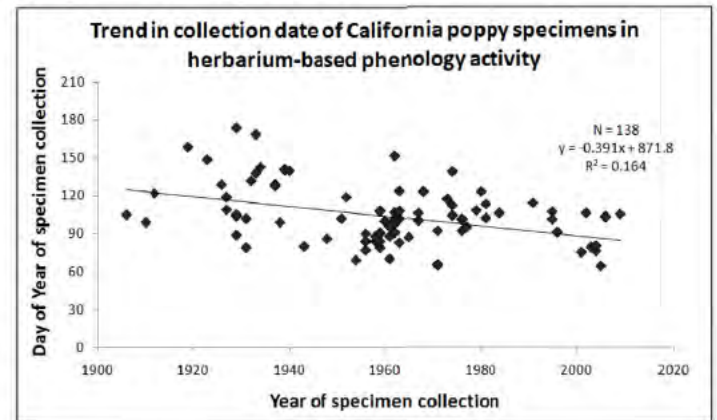 Trend in collection date of California poppy specimens in
herbarium-based phenology activity
N = 138
y = -0.391x + 871.8
R² = 0.164
Day of Year of specimen collection
210
180
150
120
90
60
30
0
1900 1920 1940 1960 1980 2000 2020
Year of specimen collection